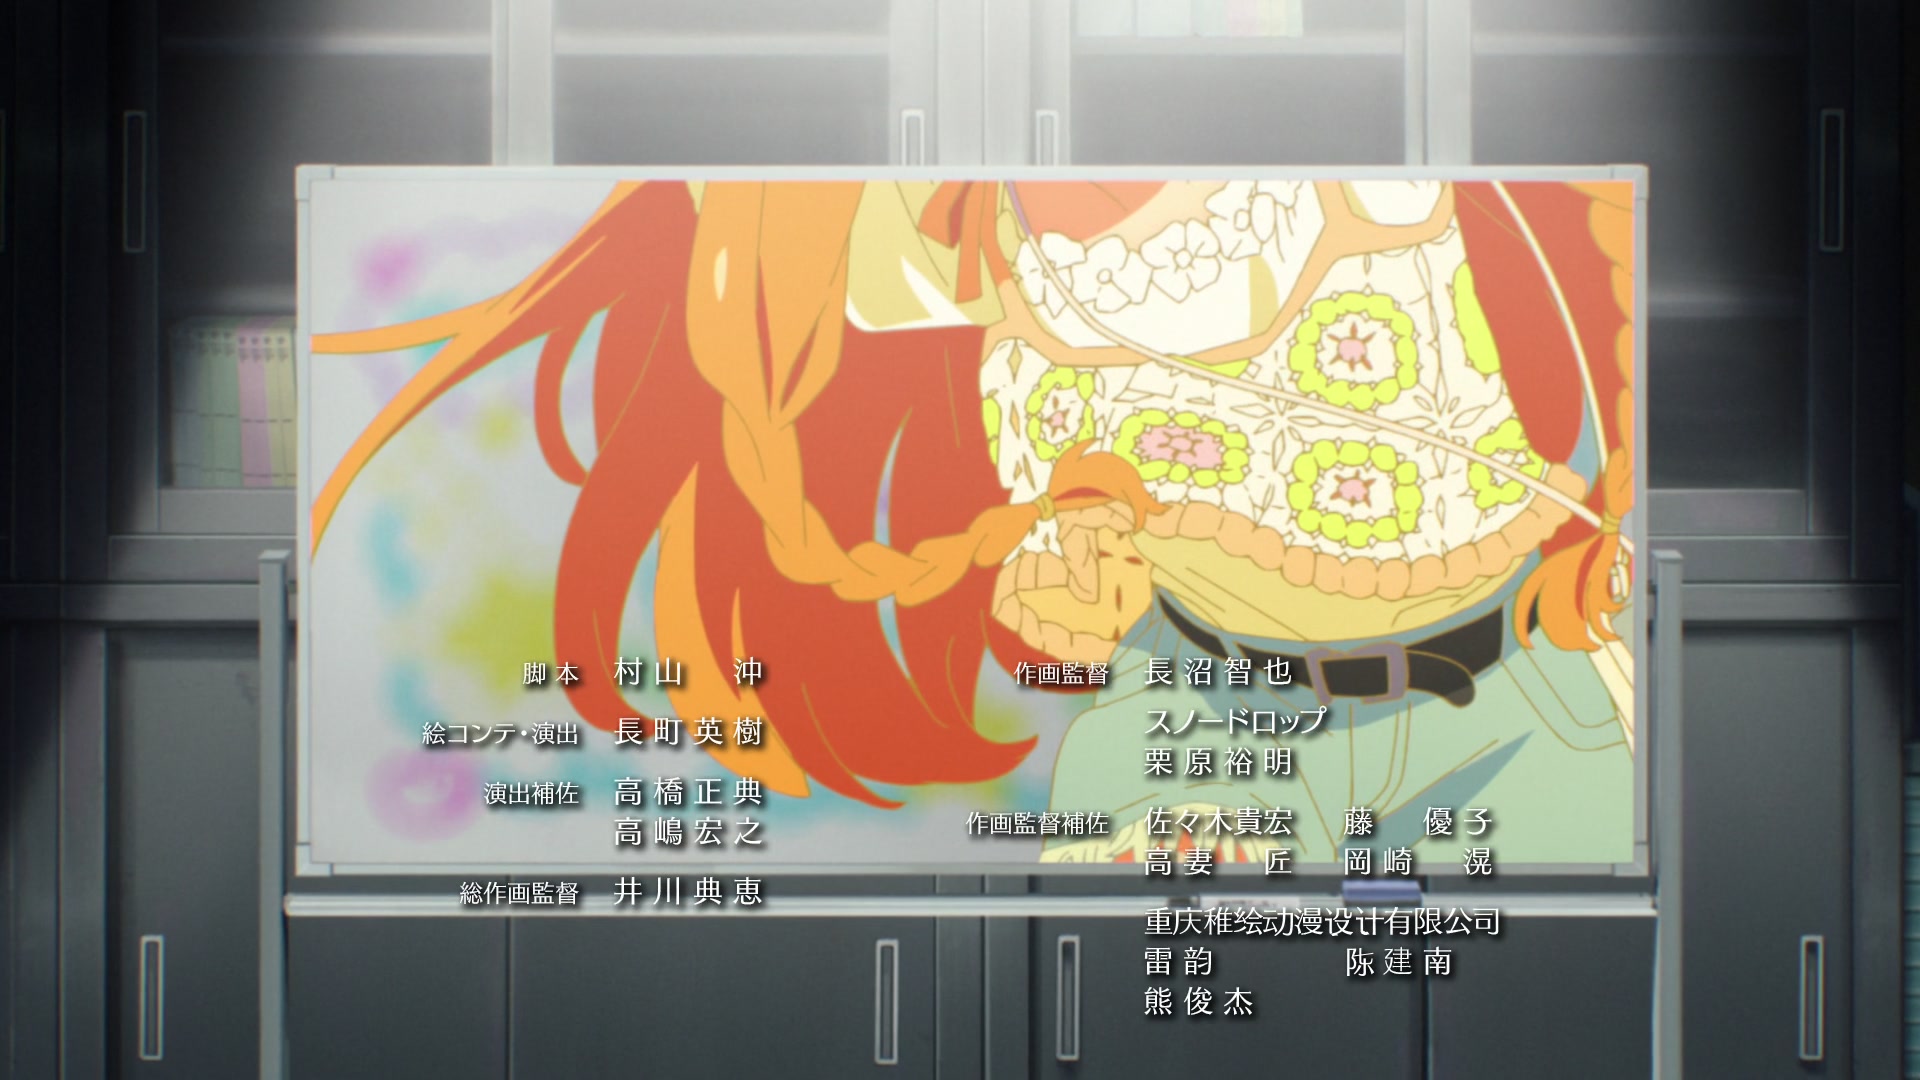 脚本 村山 沖
絵コンテ・演出 長町英樹
演出補佐 高橋正典
高嶋宏之
総作画監督 井川典恵
作画監督 長沼智也
スノードロップ
栗原裕明
作画監督補佐 佐々木貴宏 藤 優子
高妻 匠 岡崎 滉
重庆稚绘动漫设计有限公司
雷韵 陈建南
熊俊杰